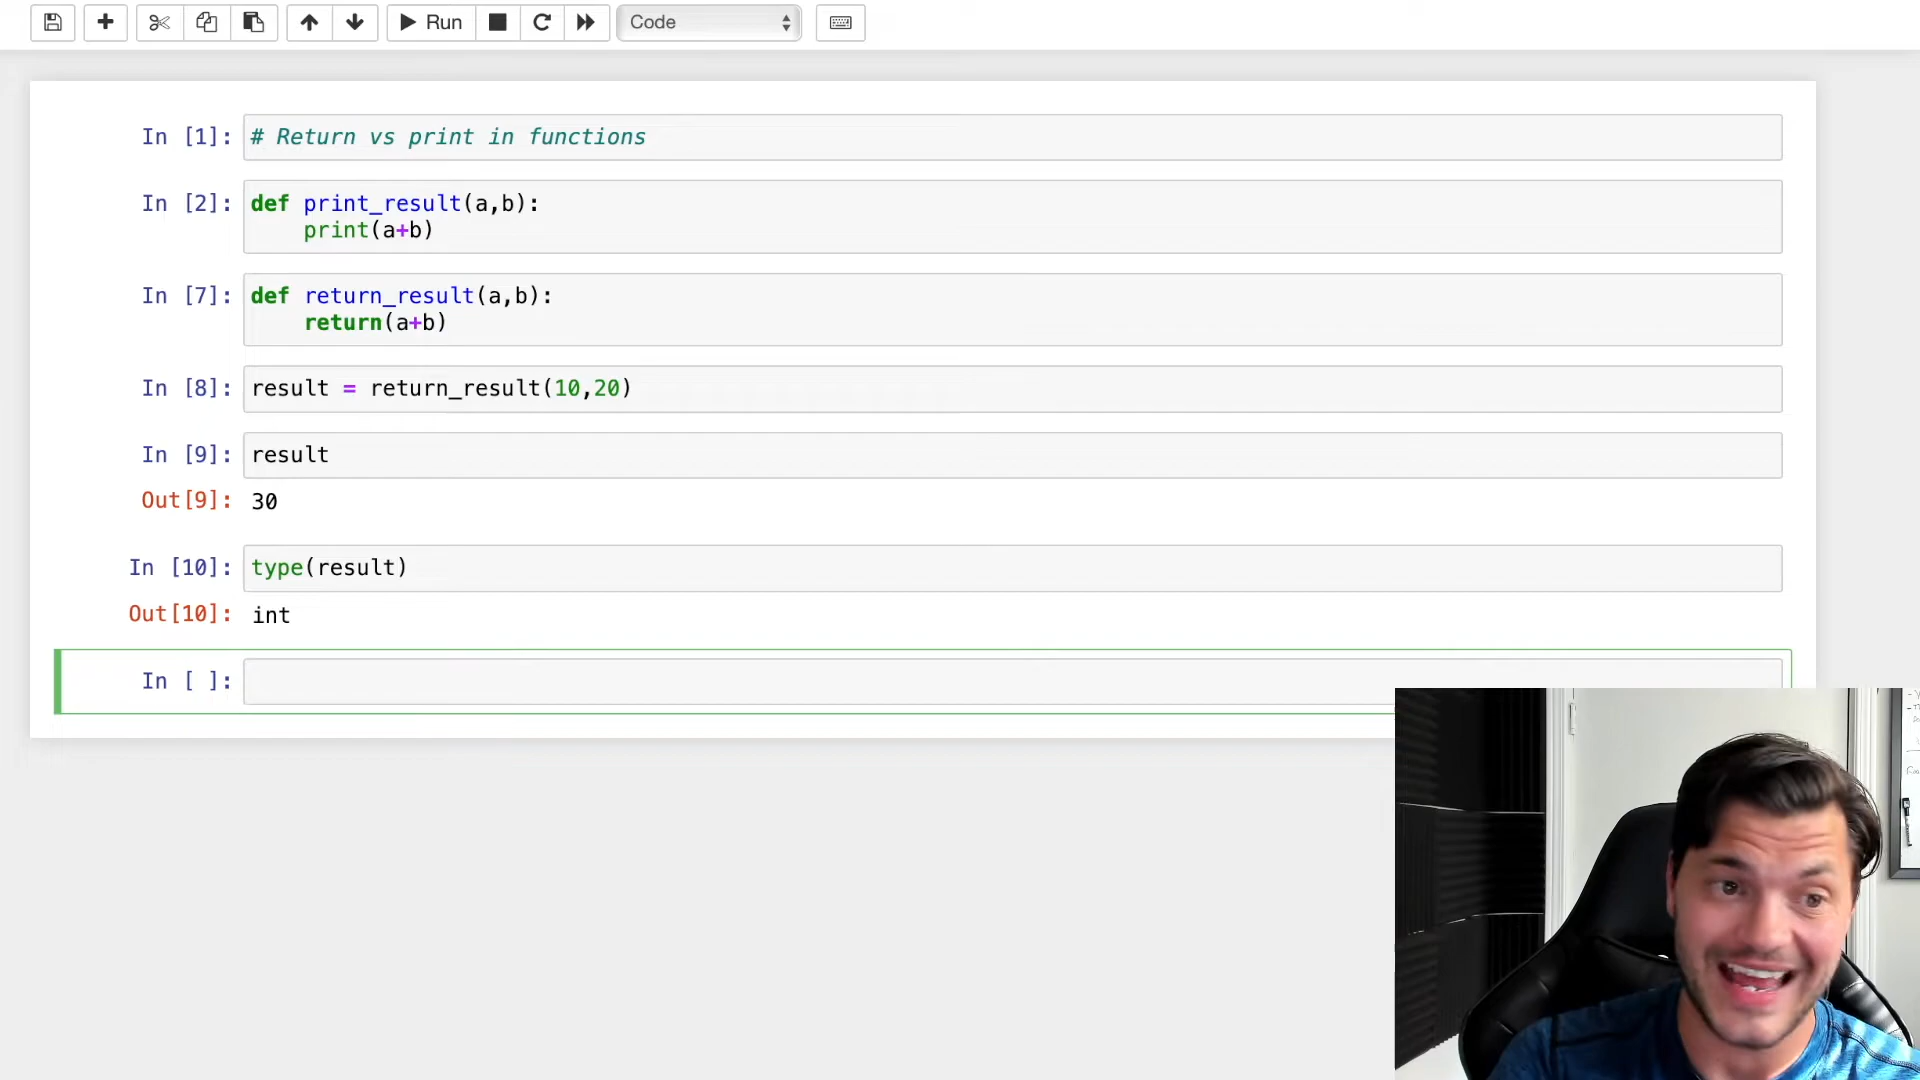 Run Code
In [1]: # Return vs print in functions
In [2]: def print_result(a,b):
print(a+b)
In [7]: def return_result(a,b):
return(a+b)
In [8]: result = return_result(10,20)
In [9]: result
Out[9]: 30
In [10]: type(result)
Out[10]: int
In [ ]: